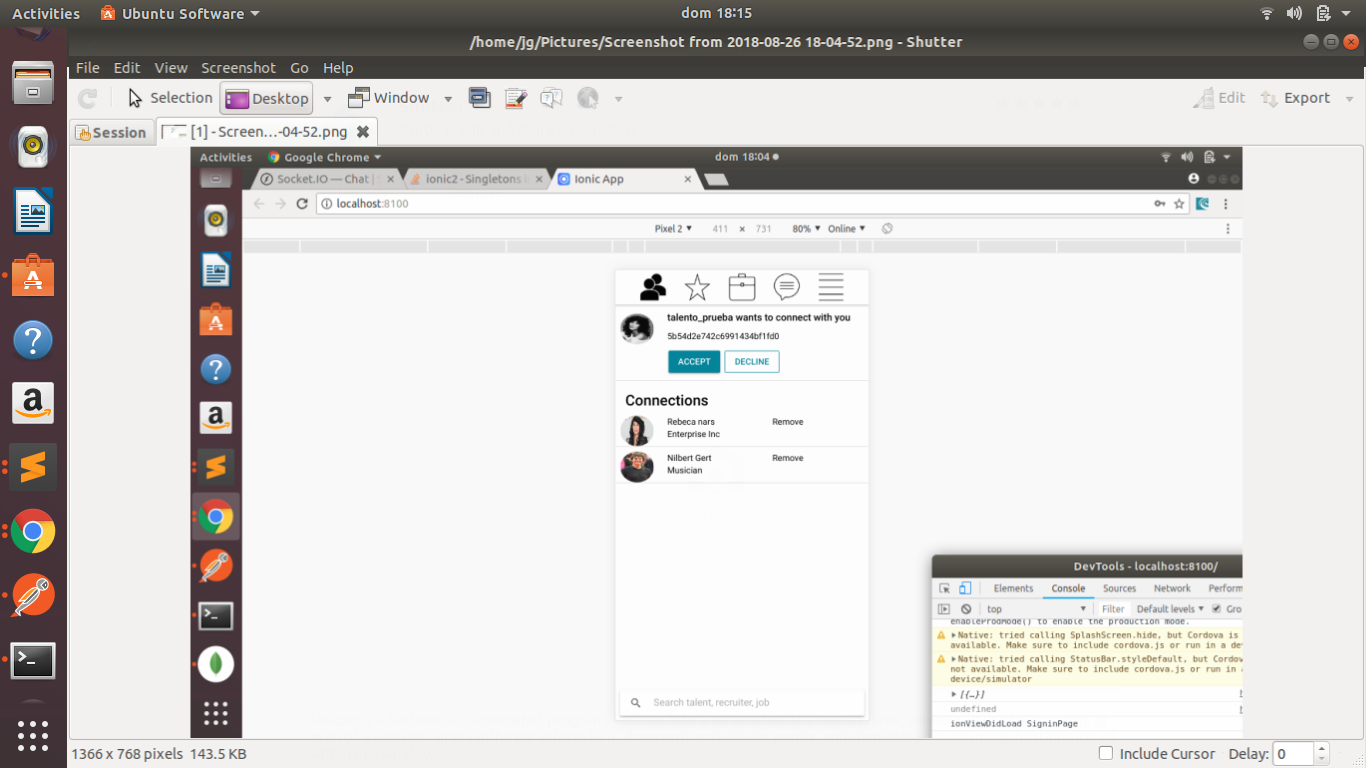 Activities Ubuntu Software dom 18:15
/home/jg/Pictures/Screenshot from 2018-08-26 18-04-52.png - Shutter
File Edit View Screenshot Go Help
Selection Desktop Window Edit Export
Session [1] - Screen...-04-52.png
Activities Google Chrome dom 18:04
Socket.IO — Chat | ionic2 - Singletons Ionic App
localhost:8100
Pixel 2 411 × 731 80% Online
talento_prueba wants to connect with you
5b54d2e742c6991434bf1fd0
ACCEPT DECLINE
Connections
Rebeca nars Remove
Enterprise Inc
Nilbert Gert Remove
Musician
Search talent, recruiter, job
DevTools - localhost:8100/
Elements Console Sources Network Perform
top Filter Default levels Gro
enableProdMode() to enable the production mode.
Native: tried calling SplashScreen.hide, but Cordova is
available. Make sure to include cordova.js or run in a de
Native: tried calling StatusBar.styleDefault, but Cordov
not available. Make sure to include cordova.js or run in
device/simulator
[{…}]
undefined
ionViewDidLoad SigninPage
1366 x 768 pixels 143.5 KB Include Cursor Delay: 0